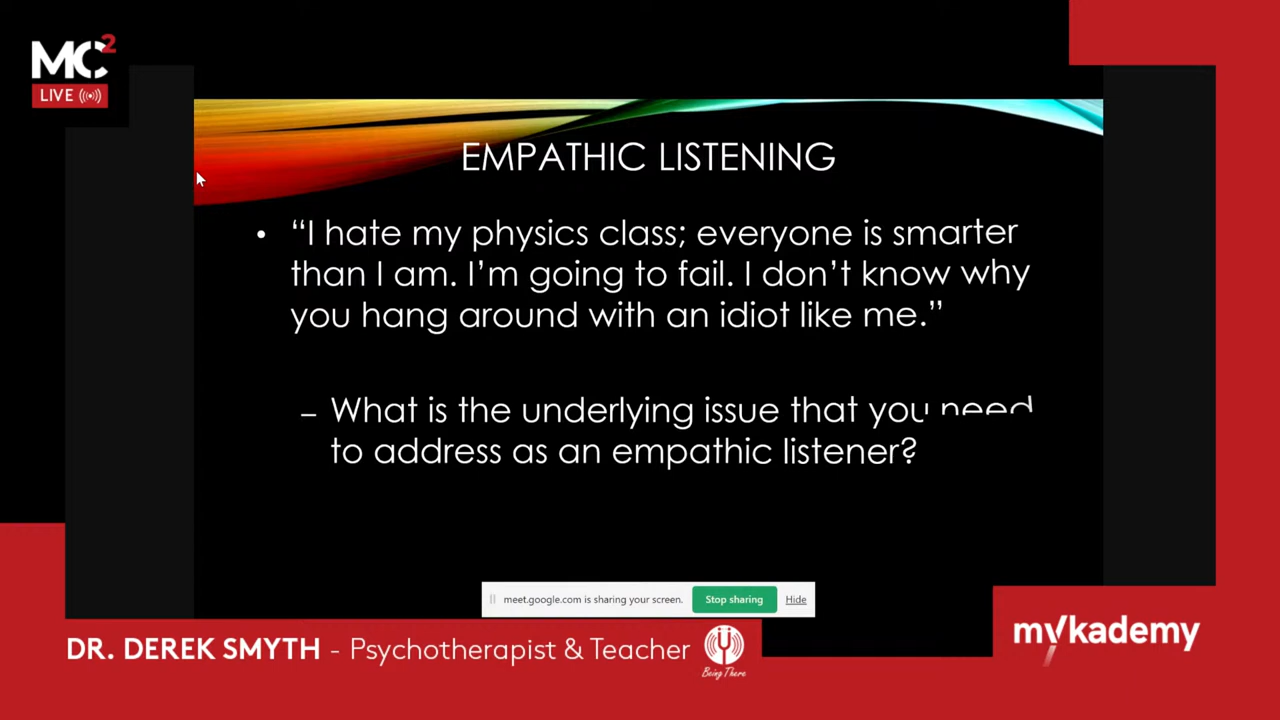 MC2
LIVE
EMPATHIC LISTENING
• “I hate my physics class; everyone is smarter
than I am. I’m going to fail. I don’t know why
you hang around with an idiot like me.”
– What is the underlying issue that you need
to address as an empathic listener?
meet.google.com is sharing your screen. Stop sharing Hide
DR. DEREK SMYTH - Psychotherapist & Teacher
Being There
mykademy